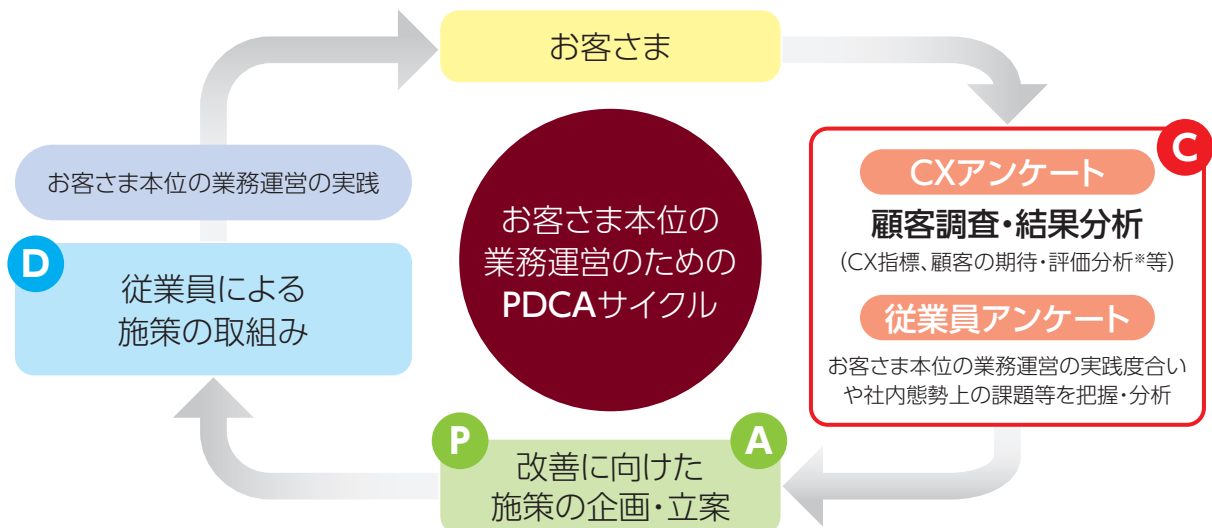 お客さま
C
CXアンケート
顧客調査・結果分析
(CX指標、顧客の期待・評価分析※等)
従業員アンケート
お客さま本位の業務運営の実践度合い
や社内態勢上の課題等を把握・分析
お客さま本位の
業務運営のための
PDCAサイクル
お客さま本位の業務運営の実践
D
従業員による
施策の取組み
P
A
改善に向けた
施策の企画・立案